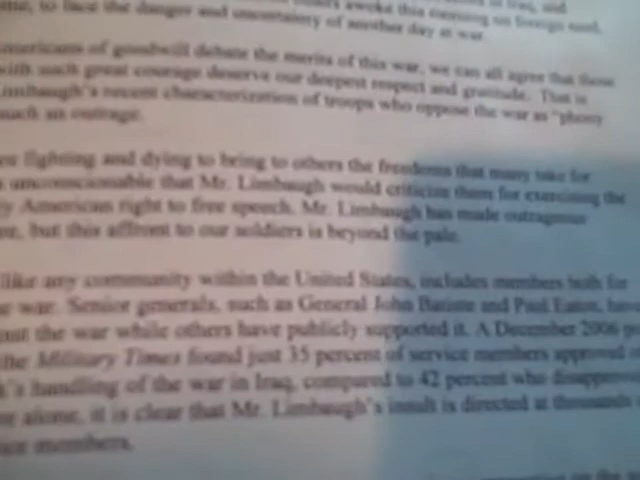 to face the danger and uncertainty of another day at war.
Americans of goodwill debate the merits of this war, we can all agree that those
with such great courage deserve our deepest respect and gratitude. That is
Limbaugh's recent characterization of troops who oppose the war as "phony
such an outrage.
fighting and dying to bring to others the freedoms that many take for
unconscionable that Mr. Limbaugh would criticize them for exercising the
American right to free speech. Mr. Limbaugh has made outrageous
but this affront to our soldiers is beyond the pale.
like any community within the United States, includes members both for
war. Senior generals, such as General John Batiste and Paul Eaton, have
the war while others have publicly supported it. A December 2006
the Military Times found just 35 percent of service members approved
handling of the war in Iraq, compared to 42 percent who disapproved
alone, it is clear that Mr. Limbaugh's insult is directed at thousands
members.